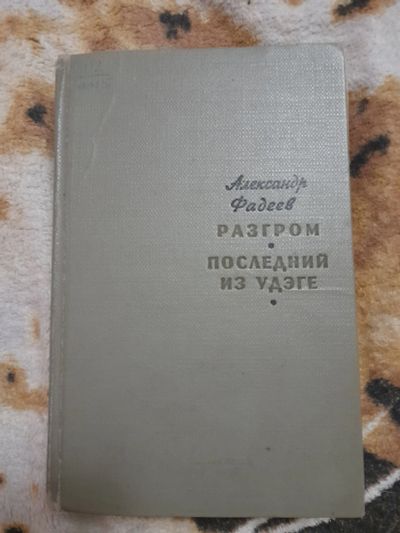 Александр
Фадеев
РАЗГРОМ
•
ПОСЛЕДНИЙ
ИЗ УДЭГЕ
•